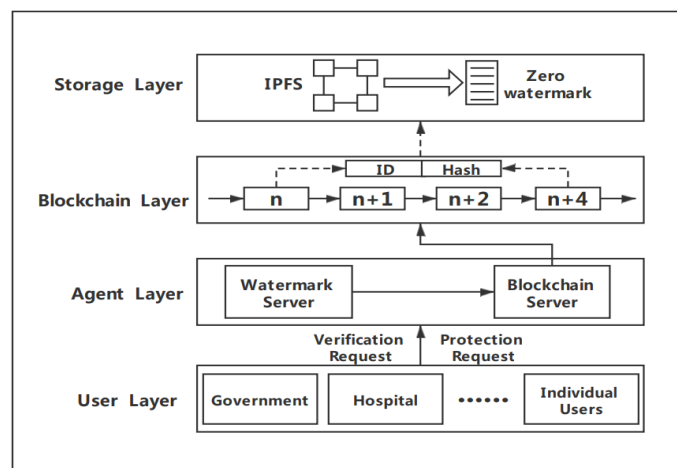 Storage Layer
IPFS
Zero
watermark
Blockchain Layer
ID Hash
n n+1 n+2 n+4
Agent Layer
Watermark
Server
Blockchain
Server
Verification
Request
Protection
Request
User Layer
Government
Hospital
······
Individual
Users